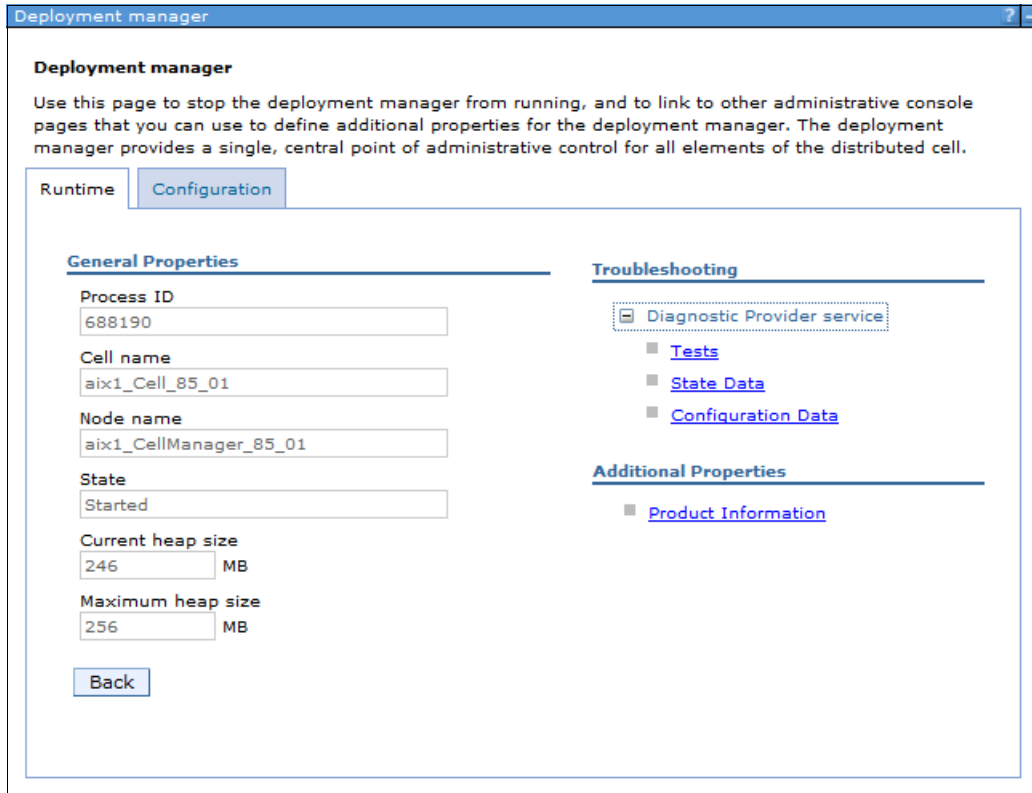 Deployment manager
?
Deployment manager
Use this page to stop the deployment manager from running, and to link to other administrative console
pages that you can use to define additional properties for the deployment manager. The deployment
manager provides a single, central point of administrative control for all elements of the distributed cell.
Runtime
Configuration
General Properties
Process ID
688190
Cell name
aix1_Cell_85_01
Node name
aix1_CellManager_85_01
State
Started
Current heap size
246 MB
Maximum heap size
256 MB
Back
Troubleshooting
Diagnostic Provider service
Tests
State Data
Configuration Data
Additional Properties
Product Information